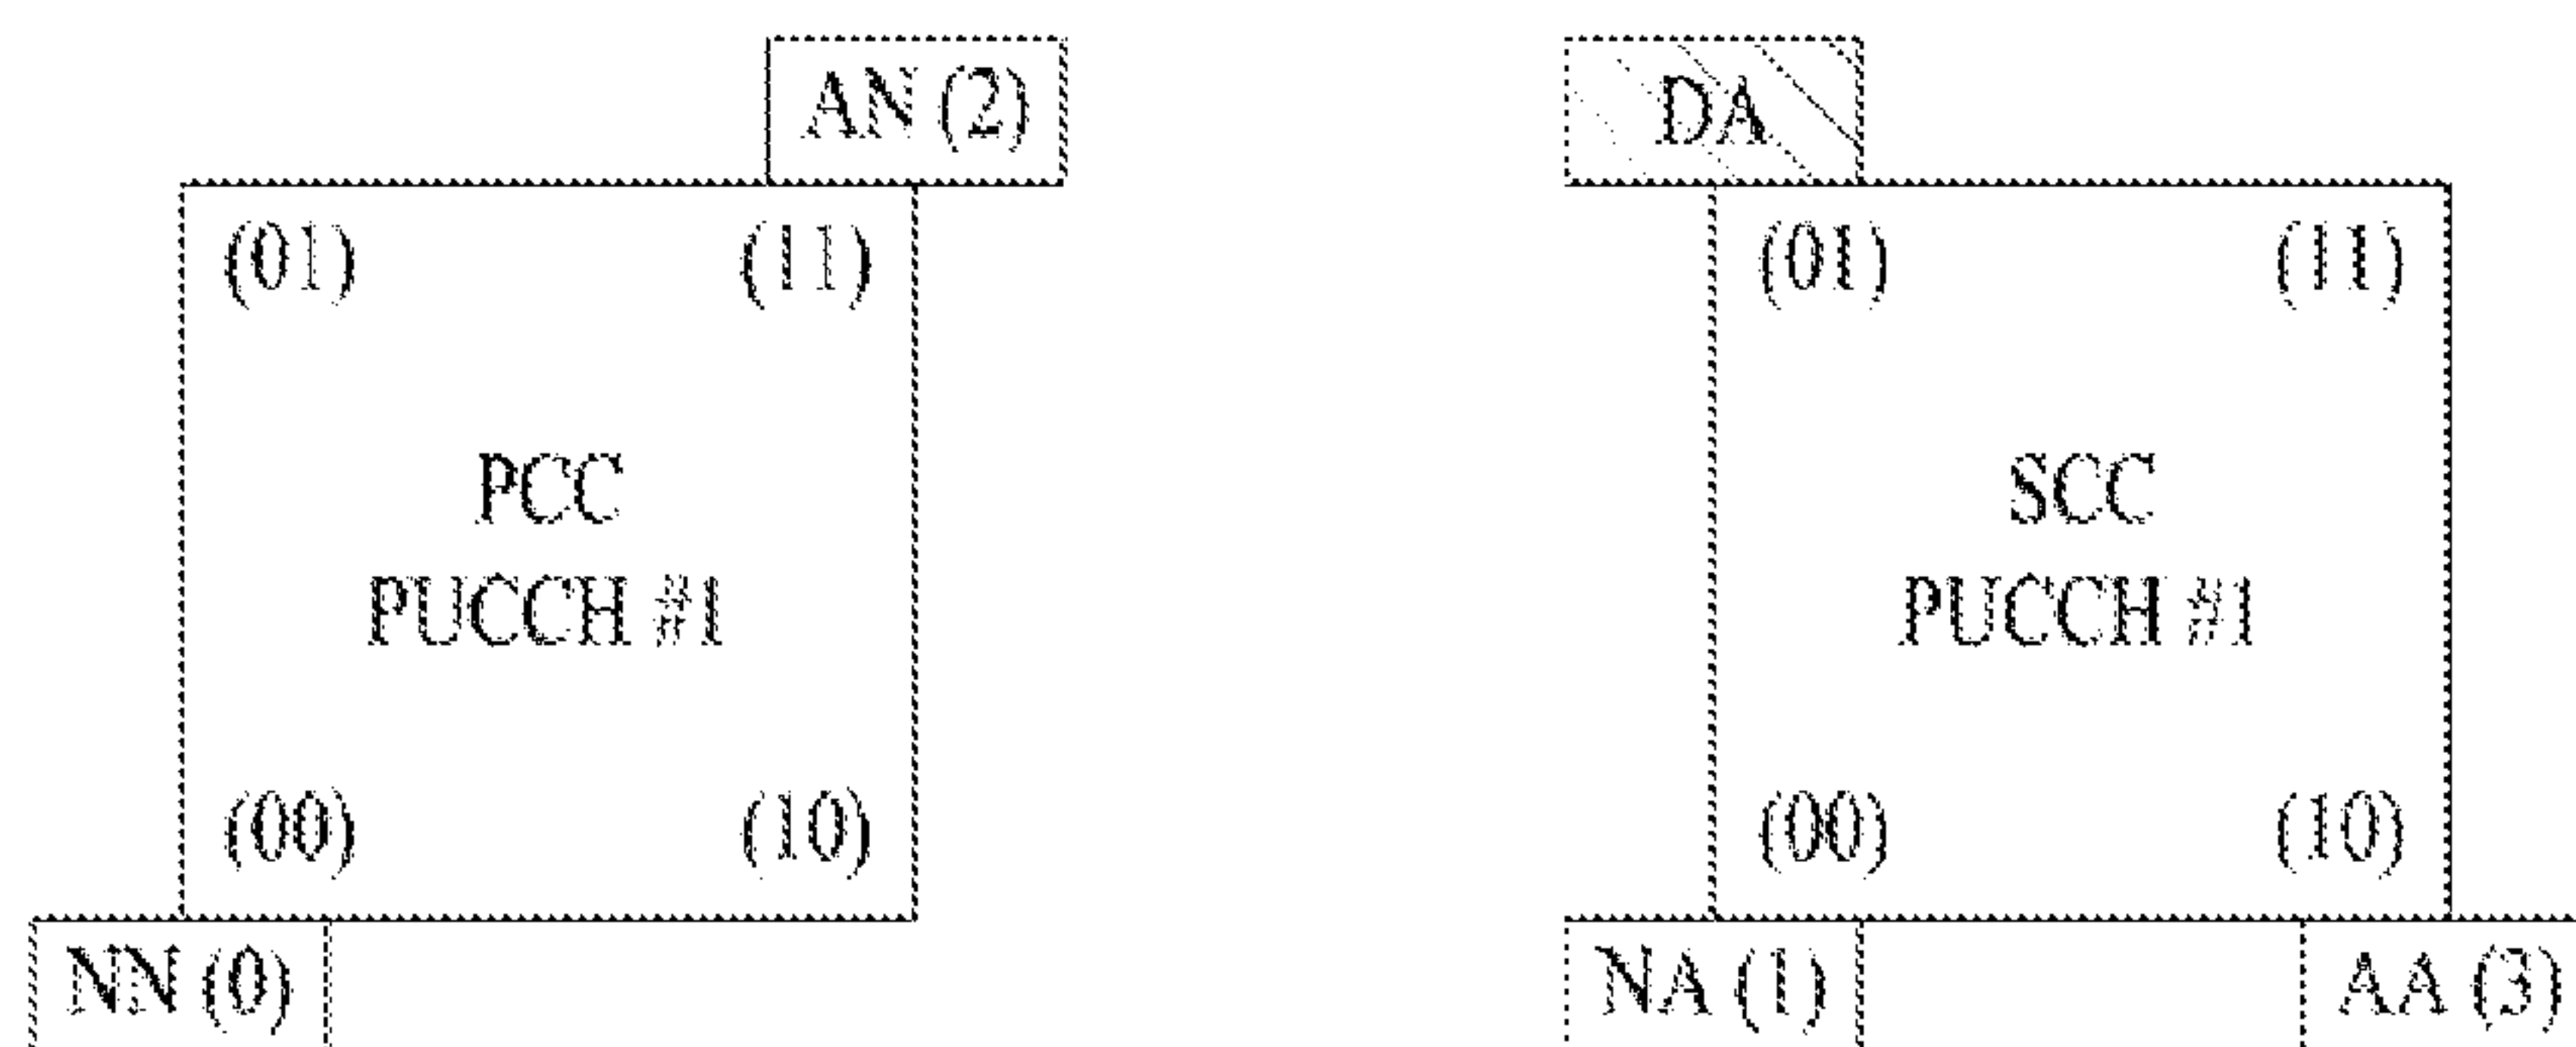 AN (2)
DA
(01) (11)
(01) (11)
PCC
PUCCH #1
SCC
PUCCH #1
(00) (10)
(00) (10)
NN (0)
NA (1)
AA (3)